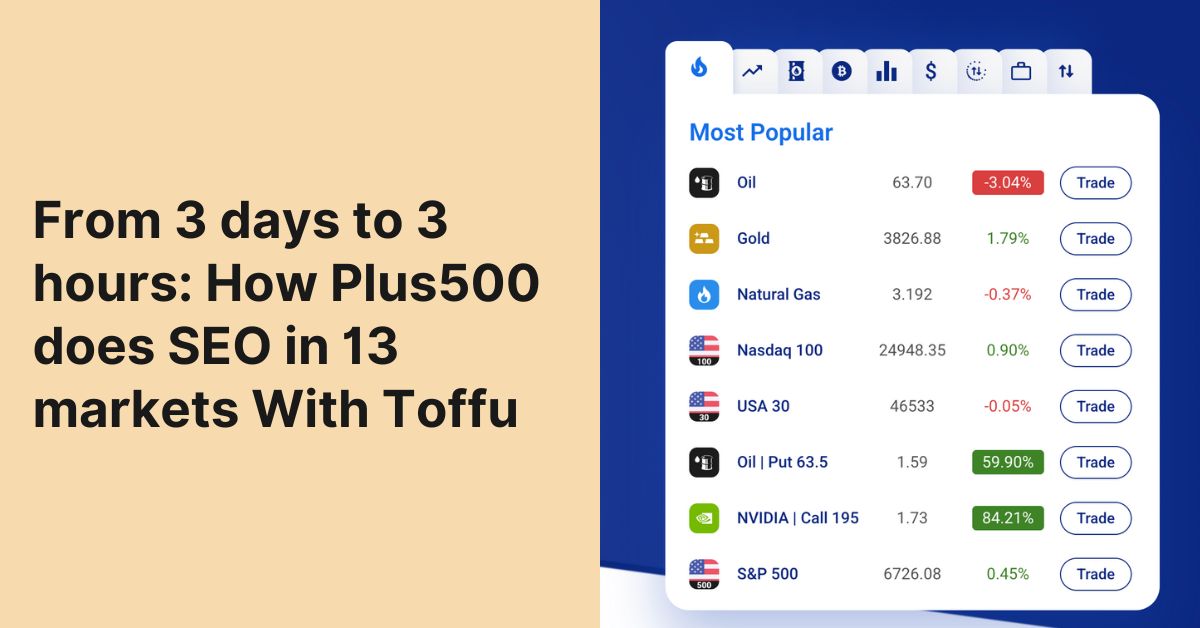 From 3 days to 3
hours: How Plus500
does SEO in 13
markets With Toffu
Most Popular
Oil 63.70 -3.04% Trade
Gold 3826.88 1.79% Trade
Natural Gas 3.192 -0.37% Trade
100
Nasdaq 100 24948.35 0.90% Trade
30
USA 30 46533 -0.05% Trade
Oil | Put 63.5 1.59 59.90% Trade
NVIDIA | Call 195 1.73 84.21% Trade
500
S&P 500 6726.08 0.45% Trade